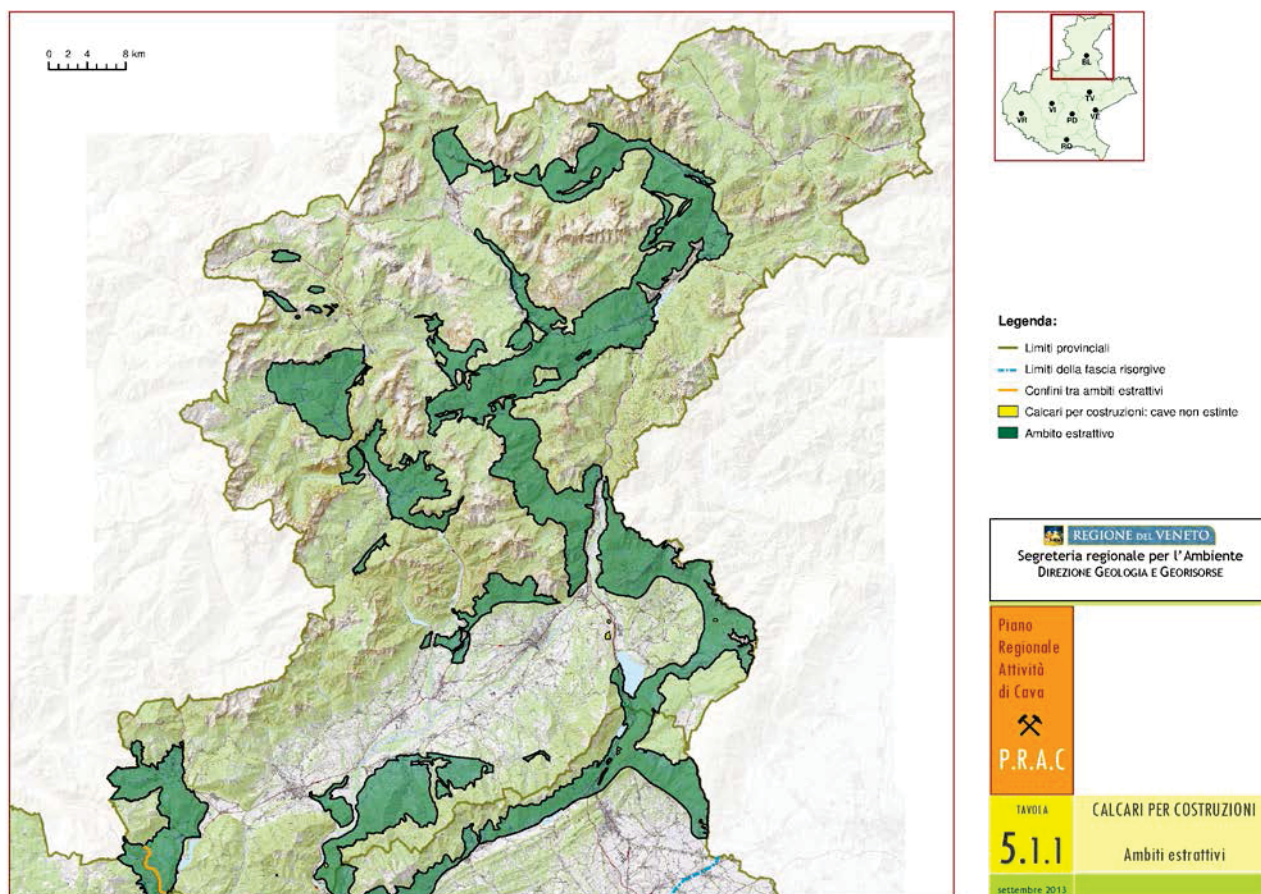 0 2 4 8 km
BL
TV
VI
VR
PD
VE
RO
Legenda:
Limiti provinciali
Limiti della fascia risorgive
Confini tra ambiti estrattivi
Calcari per costruzioni: cave non estinte
Ambito estrattivo
REGIONE DEL VENETO
Segreteria regionale per l'Ambiente
DIREZIONE GEOLOGIA E GEORISORSE
Piano
Regionale
Attività
di Cava
P.R.A.C
TAVOLA
5.1.1
CALCARI PER COSTRUZIONI
Ambiti estrattivi
settembre 2013